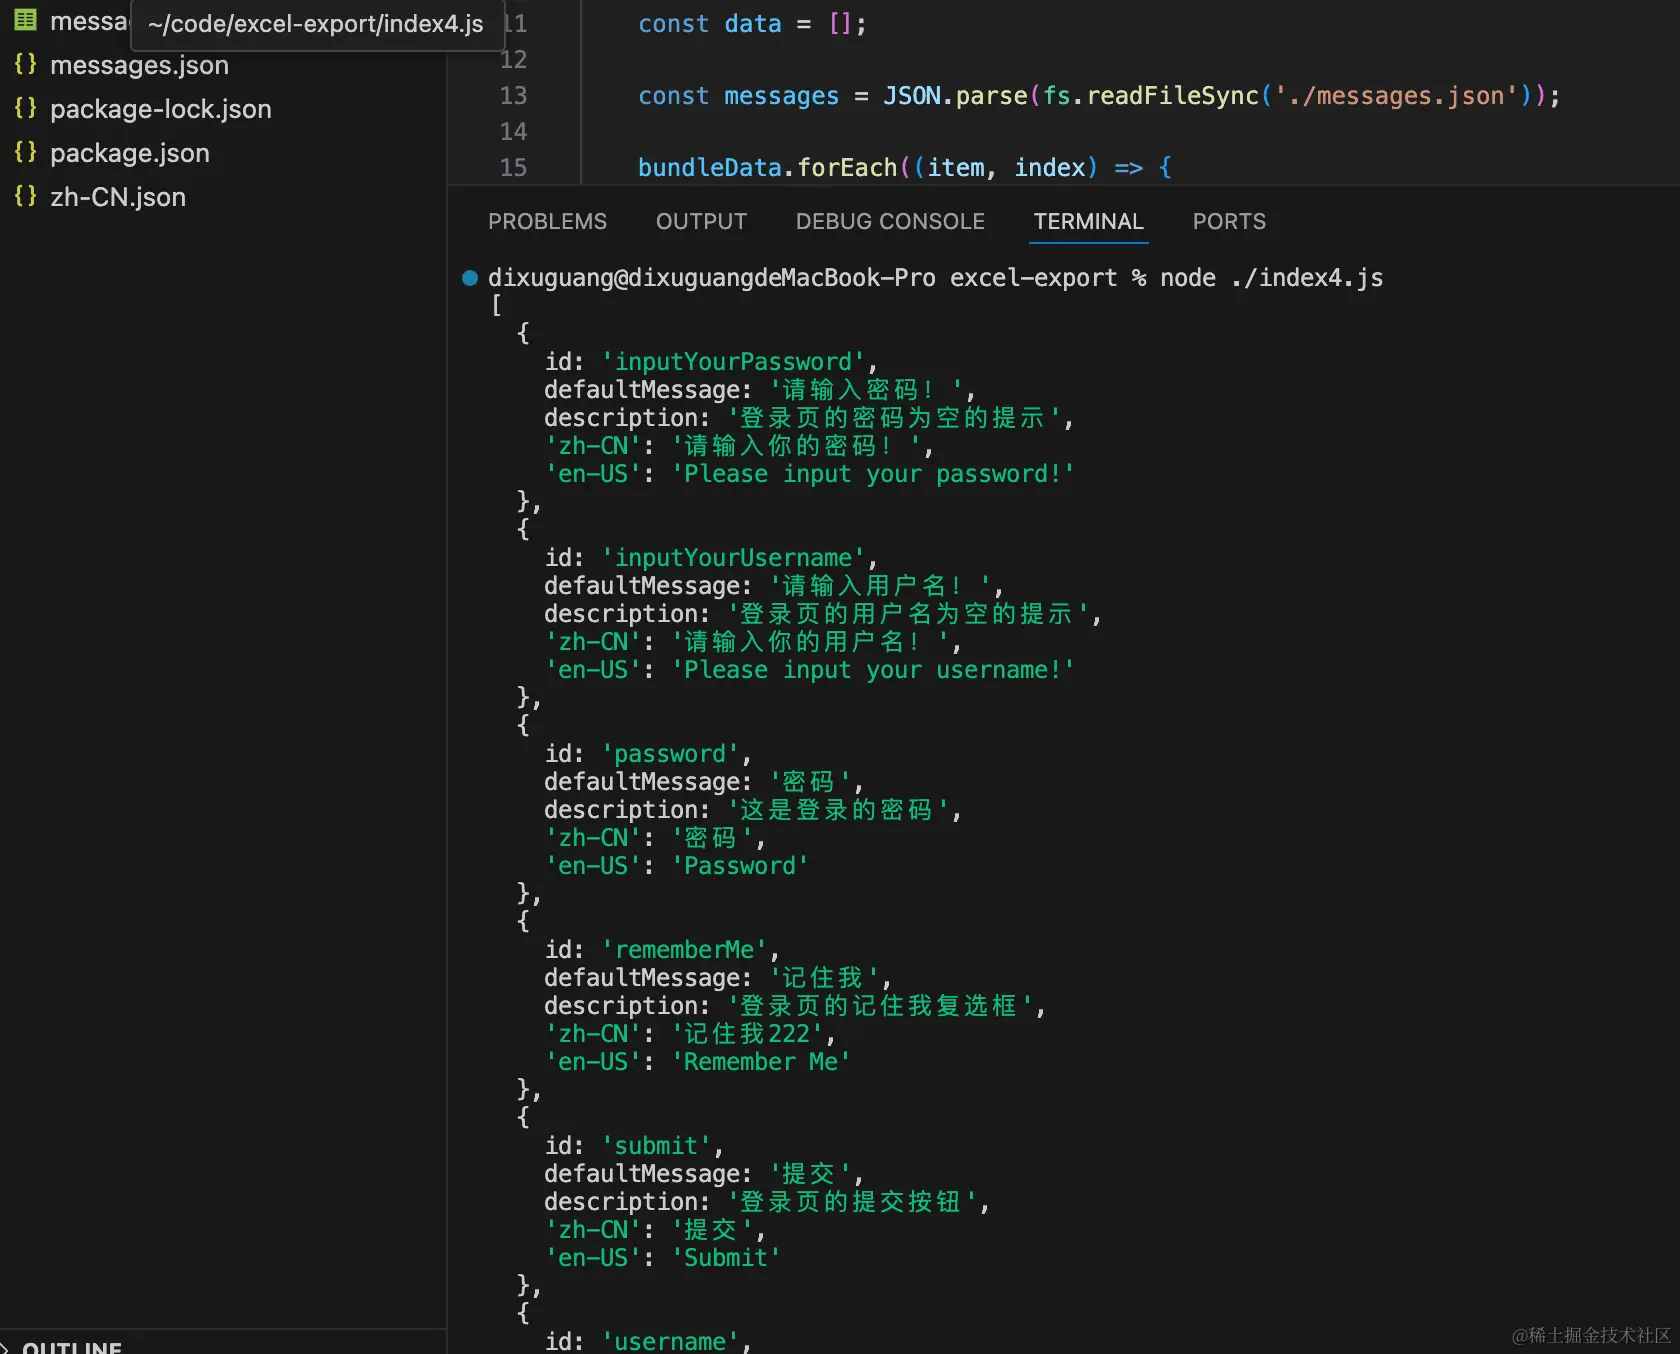 messa
~/code/excel-export/index4.js
messages.json
package-lock.json
package.json
zh-CN.json
11 const data = [];
12
13 const messages = JSON.parse(fs.readFileSync('./messages.json'));
14
15 bundleData.forEach((item, index) => {
PROBLEMS OUTPUT DEBUG CONSOLE TERMINAL PORTS
dixuguang@dixuguangdeMacBook-Pro excel-export % node ./index4.js
[
  {
    id: 'inputYourPassword',
    defaultMessage: '请输入密码！',
    description: '登录页的密码为空的提示',
    'zh-CN': '请输入你的密码！',
    'en-US': 'Please input your password!'
  },
  {
    id: 'inputYourUsername',
    defaultMessage: '请输入用户名！',
    description: '登录页的用户名为空的提示',
    'zh-CN': '请输入你的用户名！',
    'en-US': 'Please input your username!'
  },
  {
    id: 'password',
    defaultMessage: '密码',
    description: '这是登录的密码',
    'zh-CN': '密码',
    'en-US': 'Password'
  },
  {
    id: 'rememberMe',
    defaultMessage: '记住我',
    description: '登录页的记住我复选框',
    'zh-CN': '记住我222',
    'en-US': 'Remember Me'
  },
  {
    id: 'submit',
    defaultMessage: '提交',
    description: '登录页的提交按钮',
    'zh-CN': '提交',
    'en-US': 'Submit'
  },
  {
    id: 'username',
OUTLINE
@稀土掘金技术社区